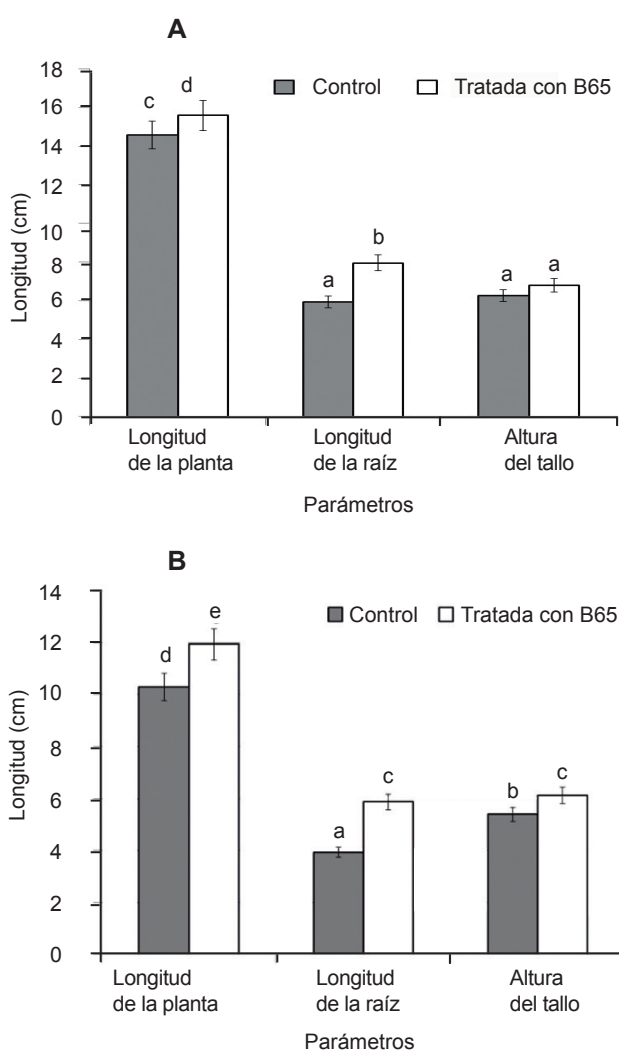 A
18
16
14
12
10
8
6
4
2
0
Longitud (cm)
Control
Tratada con B65
c
d
a
b
a
a
Longitud
de la planta
Longitud
de la raíz
Altura
del tallo
Parámetros
B
14
12
10
8
6
4
2
0
Longitud (cm)
Control
Tratada con B65
d
e
a
c
b
c
Longitud
de la planta
Longitud
de la raíz
Altura
del tallo
Parámetros